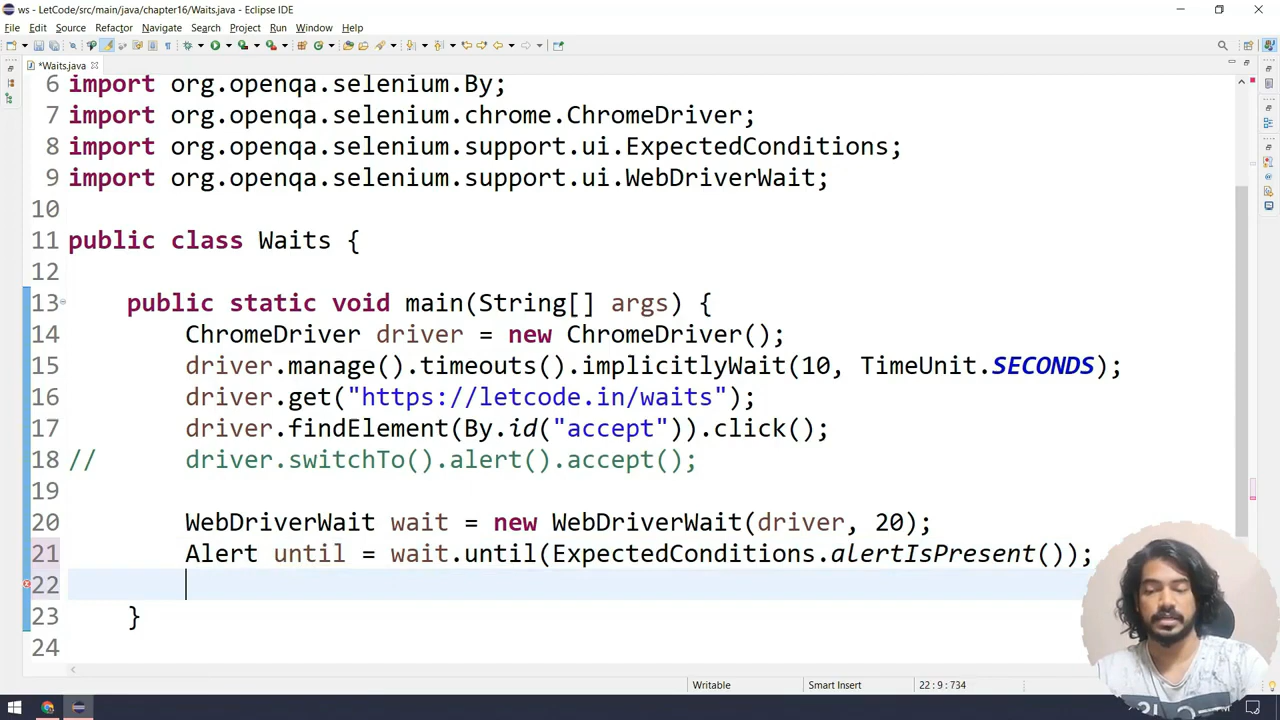 ws - LetCode/src/main/java/chapter16/Waits.java - Eclipse IDE
File Edit Source Refactor Navigate Search Project Run Window Help
*Waits.java
6 import org.openqa.selenium.By;
7 import org.openqa.selenium.chrome.ChromeDriver;
8 import org.openqa.selenium.support.ui.ExpectedConditions;
9 import org.openqa.selenium.support.ui.WebDriverWait;
10
11 public class Waits {
12
13 public static void main(String[] args) {
14 ChromeDriver driver = new ChromeDriver();
15 driver.manage().timeouts().implicitlyWait(10, TimeUnit.SECONDS);
16 driver.get("https://letcode.in/waits");
17 driver.findElement(By.id("accept")).click();
18 // driver.switchTo().alert().accept();
19
20 WebDriverWait wait = new WebDriverWait(driver, 20);
21 Alert until = wait.until(ExpectedConditions.alertIsPresent());
22
23 }
24
Writable Smart Insert 22 : 9 : 734